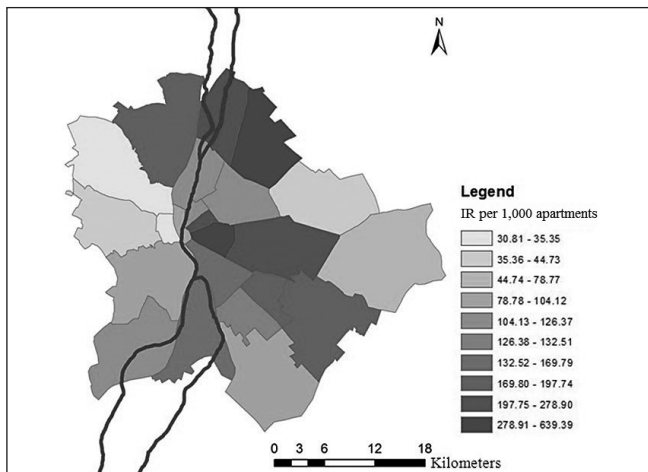 N
Legend
IR per 1,000 apartments
30.81 - 35.35
35.36 - 44.73
44.74 - 78.77
78.78 - 104.12
104.13 - 126.37
126.38 - 132.51
132.52 - 169.79
169.80 - 197.74
197.75 - 278.90
278.91 - 639.39
0 3 6 12 18
Kilometers